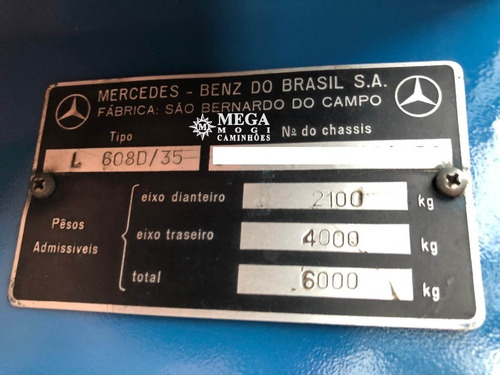 MERCEDES - BENZ DO BRASIL S.A.
FÁBRICA: SÃO BERNARDO DO CAMPO
MEGA
MOGI
CAMINHÕES
Tipo
Nº do chassis
L 608D/35
Pêsos
Admissíveis
eixo dianteiro 2100 kg
eixo traseiro 4000 kg
total 6000 kg